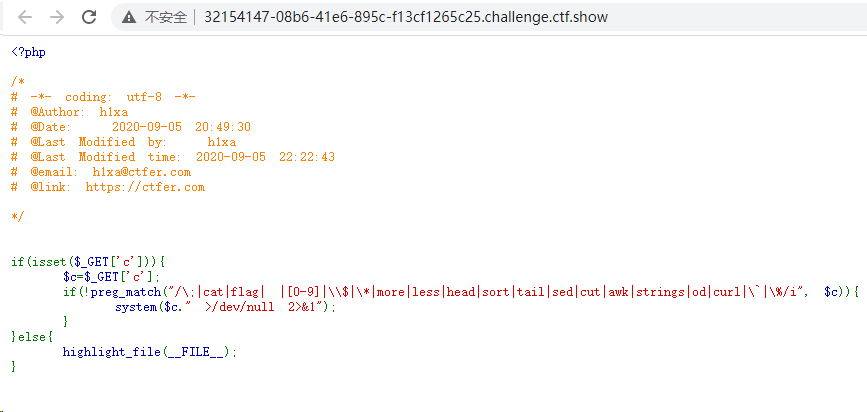 不安全 | 32154147-08b6-41e6-895c-f13cf1265c25.challenge.ctf.show
<?php
/*
# -*- coding: utf-8 -*-
# @Author: h1xa
# @Date:   2020-09-05 20:49:30
# @Last Modified by:   h1xa
# @Last Modified time: 2020-09-05 22:22:43
# @email: h1xa@ctfer.com
# @link: https://ctfer.com
*/
if(isset($_GET['c'])){
    $c=$_GET['c'];
    if(!preg_match("/\;|cat|flag| |[0-9]|\\$|\*|more|less|head|sort|tail|sed|cut|awk|strings|od|curl|\`|\%/i", $c)){
        system($c." >/dev/null 2>&1");
    }
}else{
    highlight_file(__FILE__);
}